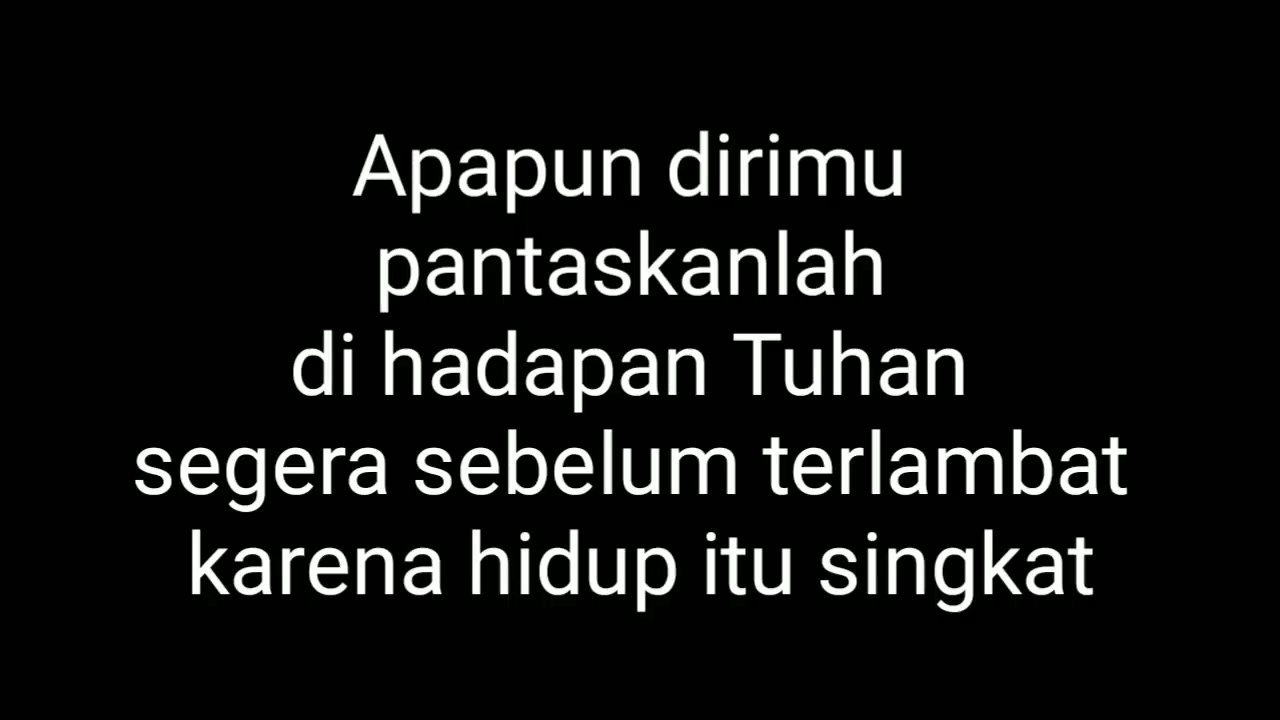 Apapun dirimu
pantaskanlah
di hadapan Tuhan
segera sebelum terlambat
karena hidup itu singkat